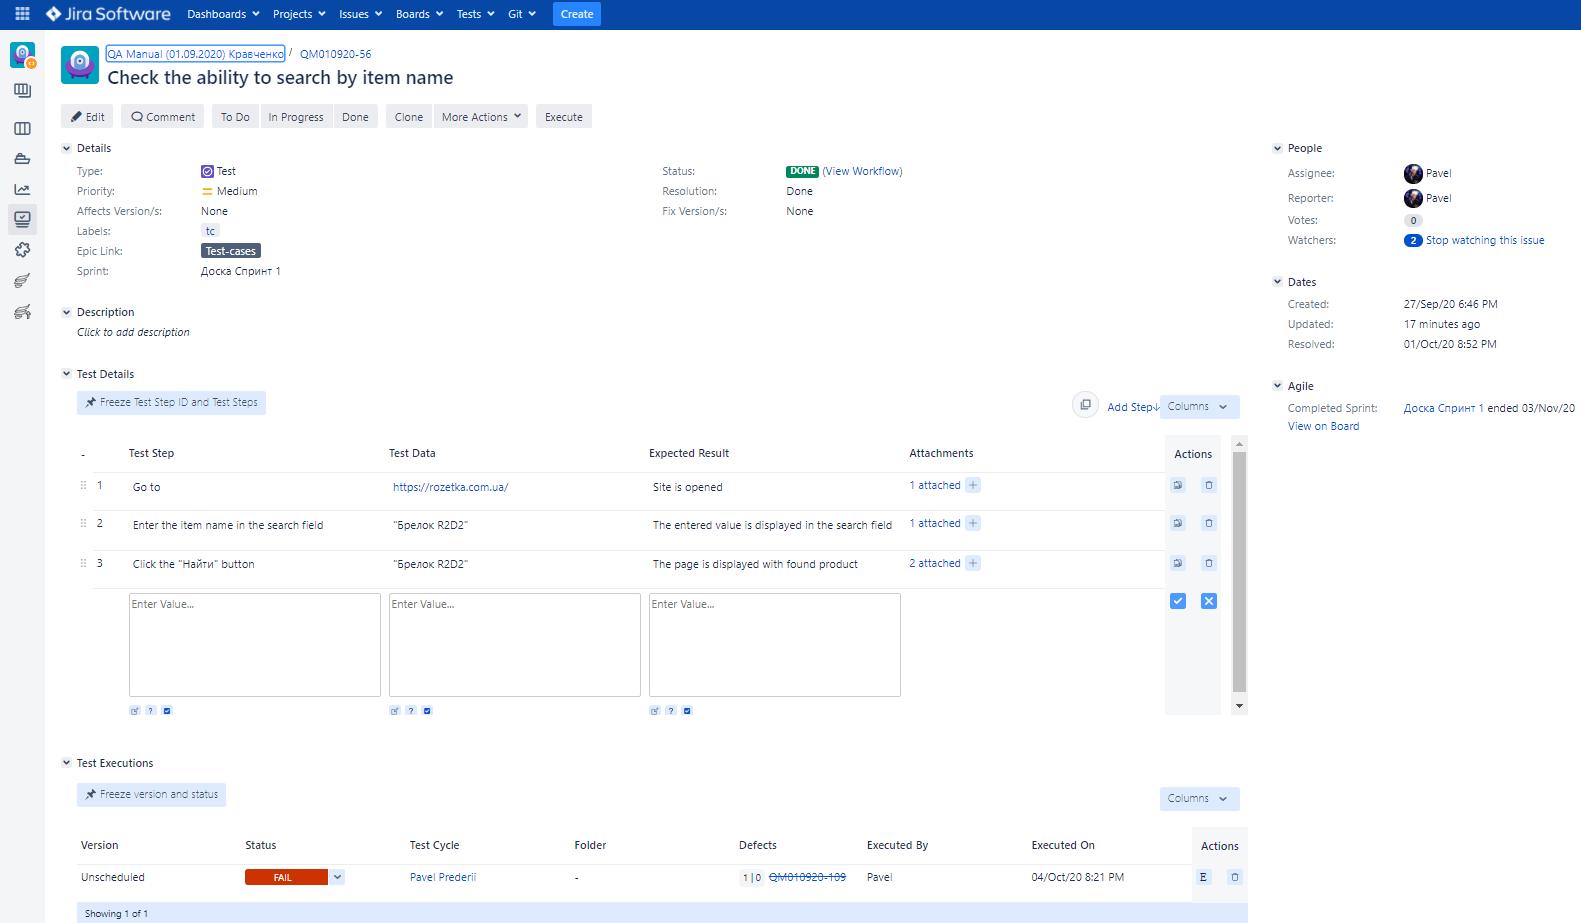 Jira Software Dashboards Projects Issues Boards Tests Git Create
QA Manual (01.09.2020) Кравченко / QM010920-56
Check the ability to search by item name
Edit Comment To Do In Progress Done Clone More Actions Execute
Details
Type: Test
Priority: Medium
Affects Version/s: None
Labels: tc
Epic Link: Test-cases
Sprint: Доска Спринт 1
Status: DONE (View Workflow)
Resolution: Done
Fix Version/s: None
People
Assignee: Pavel
Reporter: Pavel
Votes: 0
Watchers: 2 Stop watching this issue
Dates
Created: 27/Sep/20 6:46 PM
Updated: 17 minutes ago
Resolved: 01/Oct/20 8:52 PM
Agile
Completed Sprint: Доска Спринт 1 ended 03/Nov/20
View on Board
Description
Click to add description
Test Details
Freeze Test Step ID and Test Steps Add Step↓ Columns
- Test Step Test Data Expected Result Attachments Actions
1 Go to https://rozetka.com.ua/ Site is opened 1 attached +
2 Enter the item name in the search field "Брелок R2D2" The entered value is displayed in the search field 1 attached +
3 Click the "Найти" button "Брелок R2D2" The page is displayed with found product 2 attached +
Enter Value... Enter Value... Enter Value...
? ? ?
Test Executions
Freeze version and status Columns
Version Status Test Cycle Folder Defects Executed By Executed On Actions
Unscheduled FAIL Pavel Prederii - 1 | 0 QM010920-109 Pavel 04/Oct/20 8:21 PM E
Showing 1 of 1